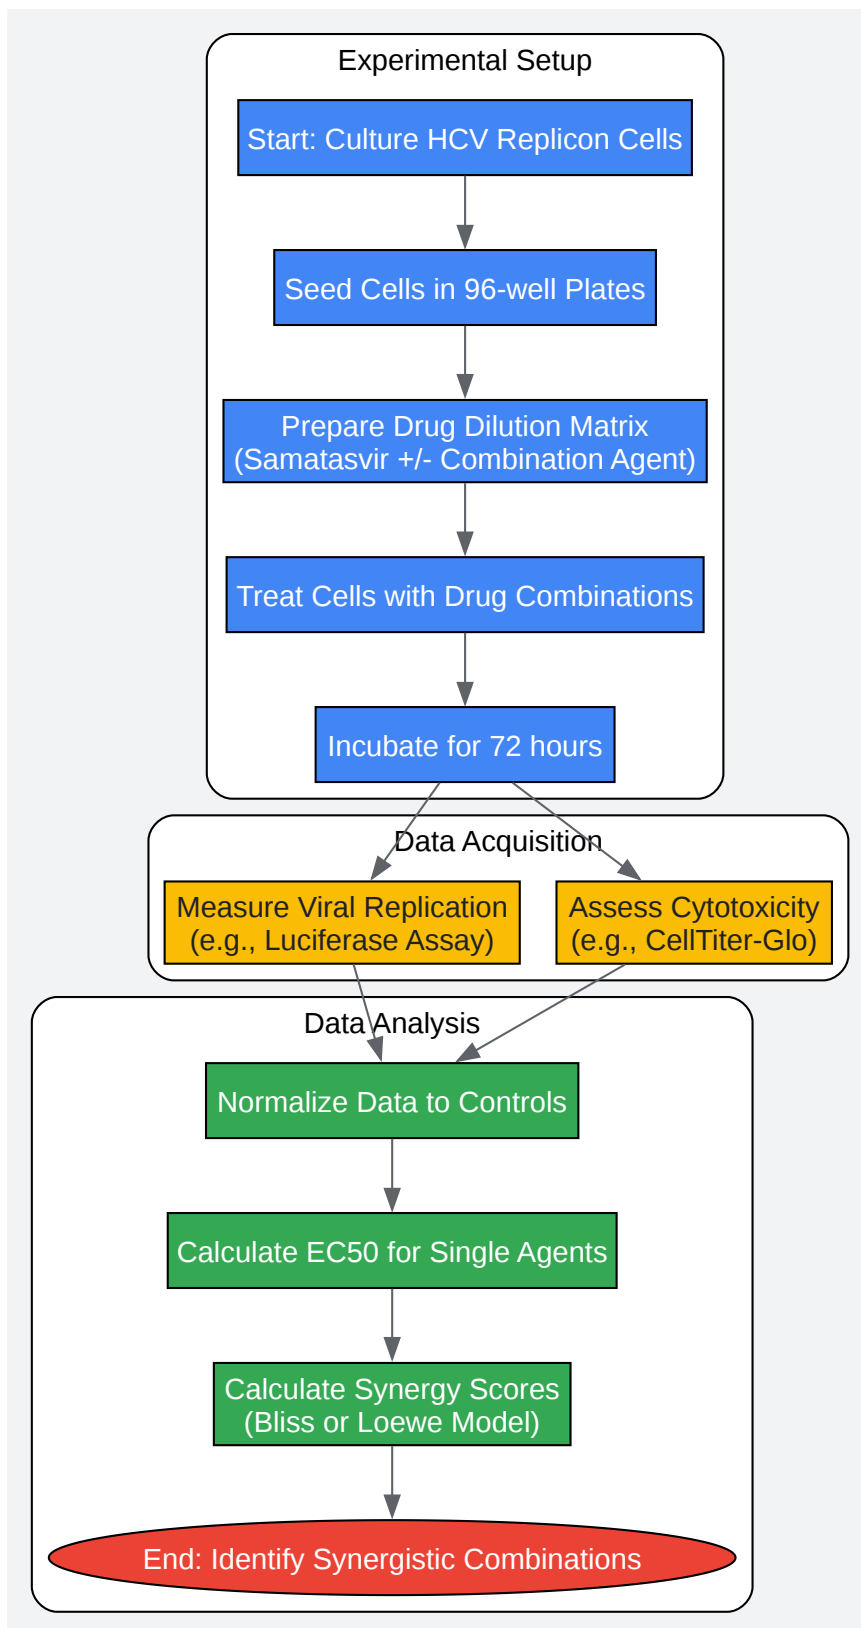 Experimental Setup
Start: Culture HCV Replicon Cells
Seed Cells in 96-well Plates
Prepare Drug Dilution Matrix
(Samatasvir +/- Combination Agent)
Treat Cells with Drug Combinations
Incubate for 72 hours
Data Acquisition
Measure Viral Replication
(e.g., Luciferase Assay)
Assess Cytotoxicity
(e.g., CellTiter-Glo)
Data Analysis
Normalize Data to Controls
Calculate EC50 for Single Agents
Calculate Synergy Scores
(Bliss or Loewe Model)
End: Identify Synergistic Combinations